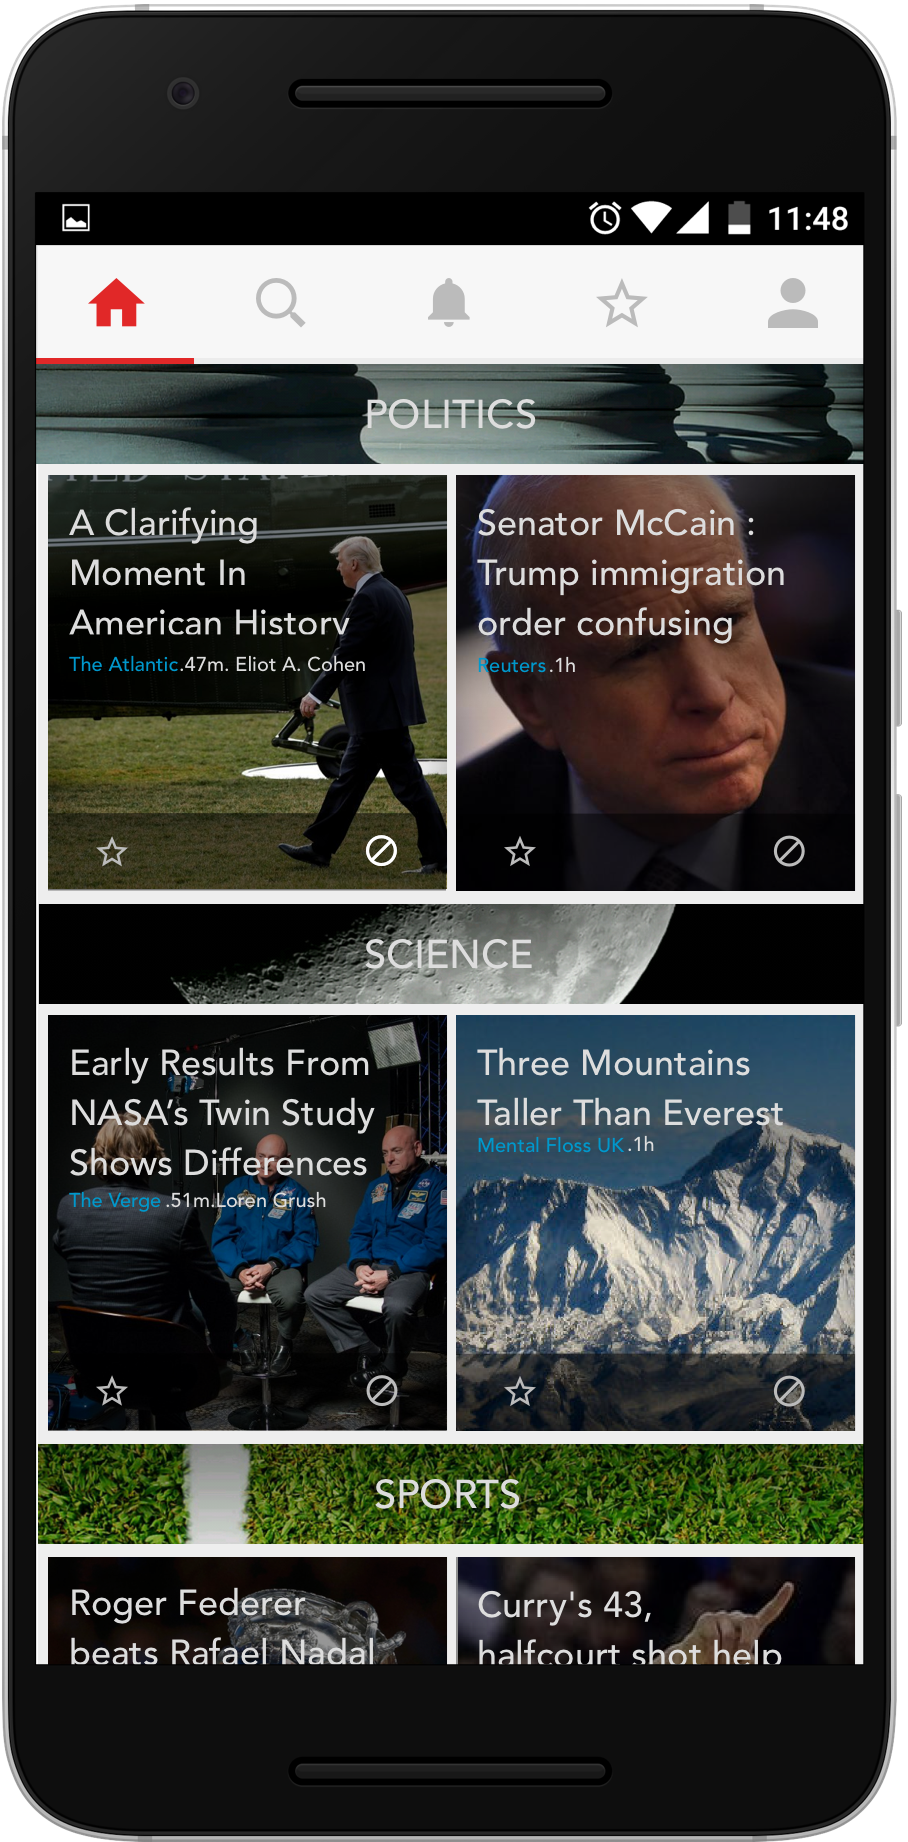 11:48
POLITICS
A Clarifying
Moment In
American History
The Atlantic.47m. Eliot A. Cohen
Senator McCain :
Trump immigration
order confusing
Reuters.1h
SCIENCE
Early Results From
NASA's Twin Study
Shows Differences
The Verge .51m.Loren Grush
Three Mountains
Taller Than Everest
Mental Floss UK.1h
SPORTS
Roger Federer
beats Rafael Nadal
Curry's 43,
halfcourt shot help